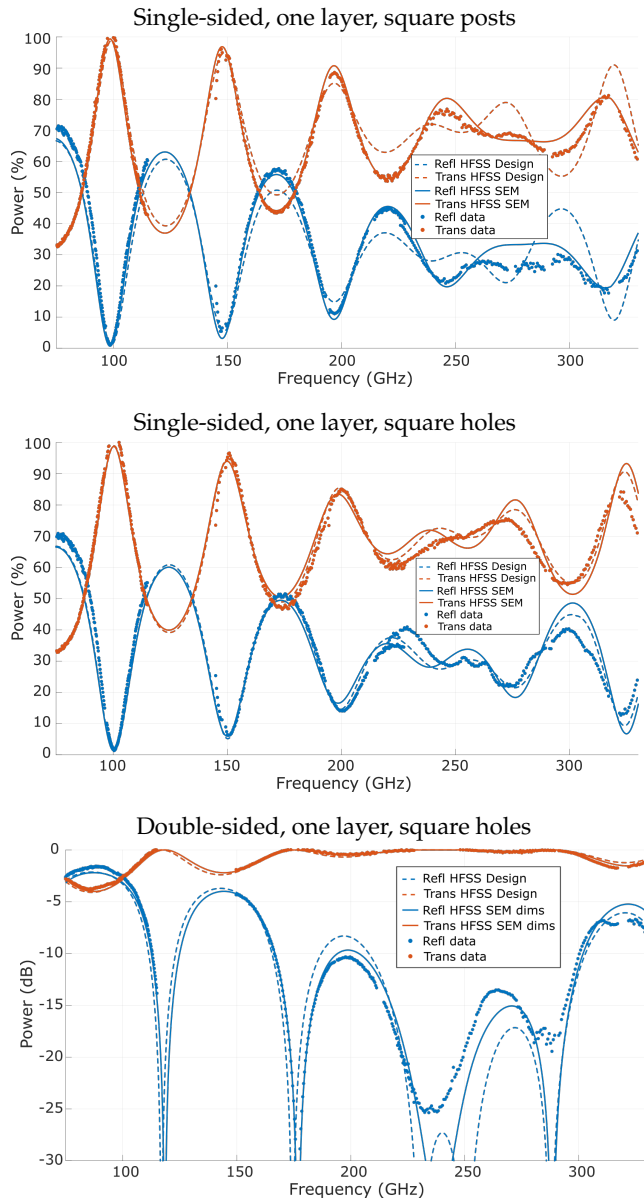 Single-sided, one layer, square posts
100
90
80
70
60
50
40
30
20
10
0
Power (%)
Refl HFSS Design
Trans HFSS Design
Refl HFSS SEM
Trans HFSS SEM
Refl data
Trans data
100 150 200 250 300
Frequency (GHz)
Single-sided, one layer, square holes
100
90
80
70
60
50
40
30
20
10
0
Power (%)
Refl HFSS Design
Trans HFSS Design
Refl HFSS SEM
Trans HFSS SEM
Refl data
Trans data
100 150 200 250 300
Frequency (GHz)
Double-sided, one layer, square holes
0
-5
-10
-15
-20
-25
-30
Power (dB)
Refl HFSS Design
Trans HFSS Design
Refl HFSS SEM dims
Trans HFSS SEM dims
Refl data
Trans data
100 150 200 250 300
Frequency (GHz)